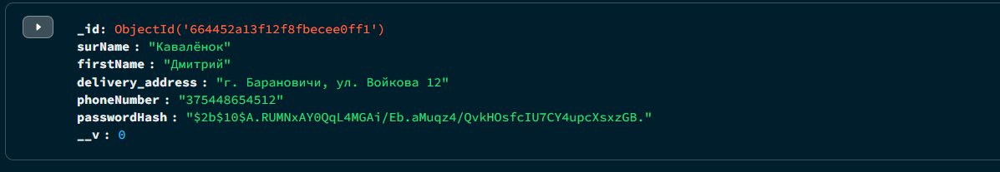 _id: ObjectId('664452a13f12f8fbecee0ff1')
surName : "Кавалёнок"
firstName : "Дмитрий"
delivery_address : "г. Барановичи, ул. Войкова 12"
phoneNumber : "375448654512"
passwordHash : "$2b$10$A.RUMNxAY0QqL4MGAi/Eb.aMuqz4/QvkHOsfcIU7CY4upcXsxzGB."
__v : 0